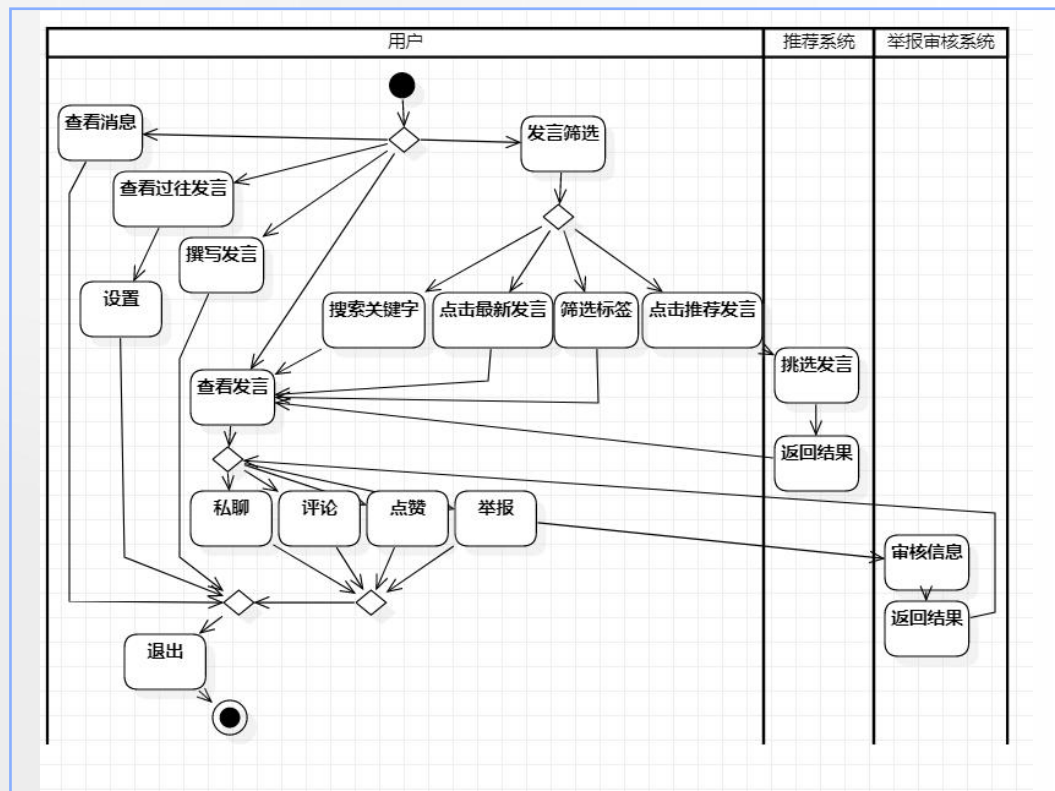 用户
推荐系统
举报审核系统
查看消息
发言筛选
查看过往发言
撰写发言
设置
搜索关键字
点击最新发言
筛选标签
点击推荐发言
挑选发言
查看发言
返回结果
私聊
评论
点赞
举报
审核信息
返回结果
退出